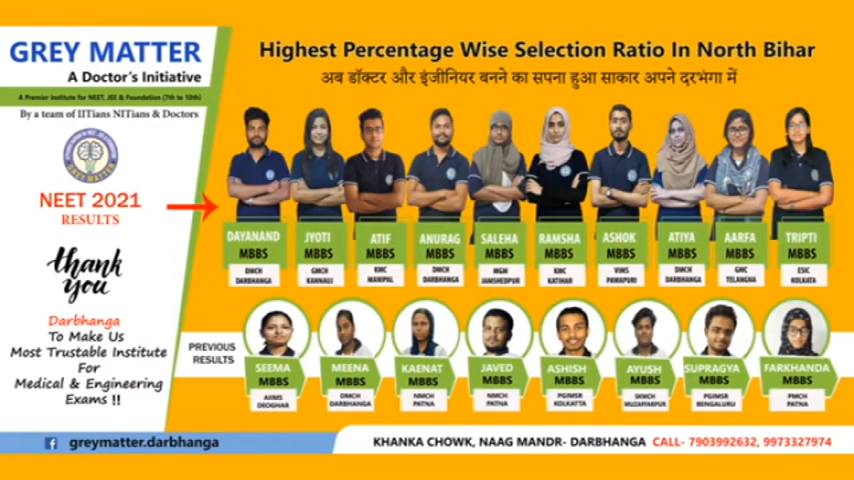 GREY MATTER
A Doctor's Initiative
A Premier institute for NEET, JEE & Foundation (7th to 10th)
By a team of IITians NITians & Doctors
GREY MATTER
NEET 2021
RESULTS
thank
you
Darbhanga
To Make Us
Most Trustable Institute
For
Medical & Engineering
Exams !!
Highest Percentage Wise Selection Ratio In North Bihar
अब डॉक्टर और इंजीनियर बनने का सपना हुआ साकार अपने दरभंगा में
DAYANAND JYOTI ATIF ANURAG SALEHA RAMSHA ASHOK ATIYA AARFA TRIPTI
MBBS MBBS MBBS MBBS MBBS MBBS MBBS MBBS MBBS MBBS
DMCH GMCH KMC DMCH MGM KMC VIMS DMCH GMC ESIC
DARBHANGA KANNAUJ MANIPAL DARBHANGA JAMSHEDPUR KATIHAR PAWAPURI DARBHANGA TELANGNA KOLKATA
PREVIOUS
RESULTS
SEEMA MEENA KAENAT JAVED ASHISH AYUSH SUPRAGYA FARKHANDA
MBBS MBBS MBBS MBBS MBBS MBBS MBBS MBBS
AIIMS DMCH NMCH NMCH PGIMSR SKMCH PGIMSR PMCH
DEOGHAR DARBHANGA PATNA PATNA KOLKATTA MUZAFFARPUR BENGALURU PATNA
f greymatter.darbhanga
KHANKA CHOWK, NAAG MANDR- DARBHANGA CALL- 7903992632, 9973327974